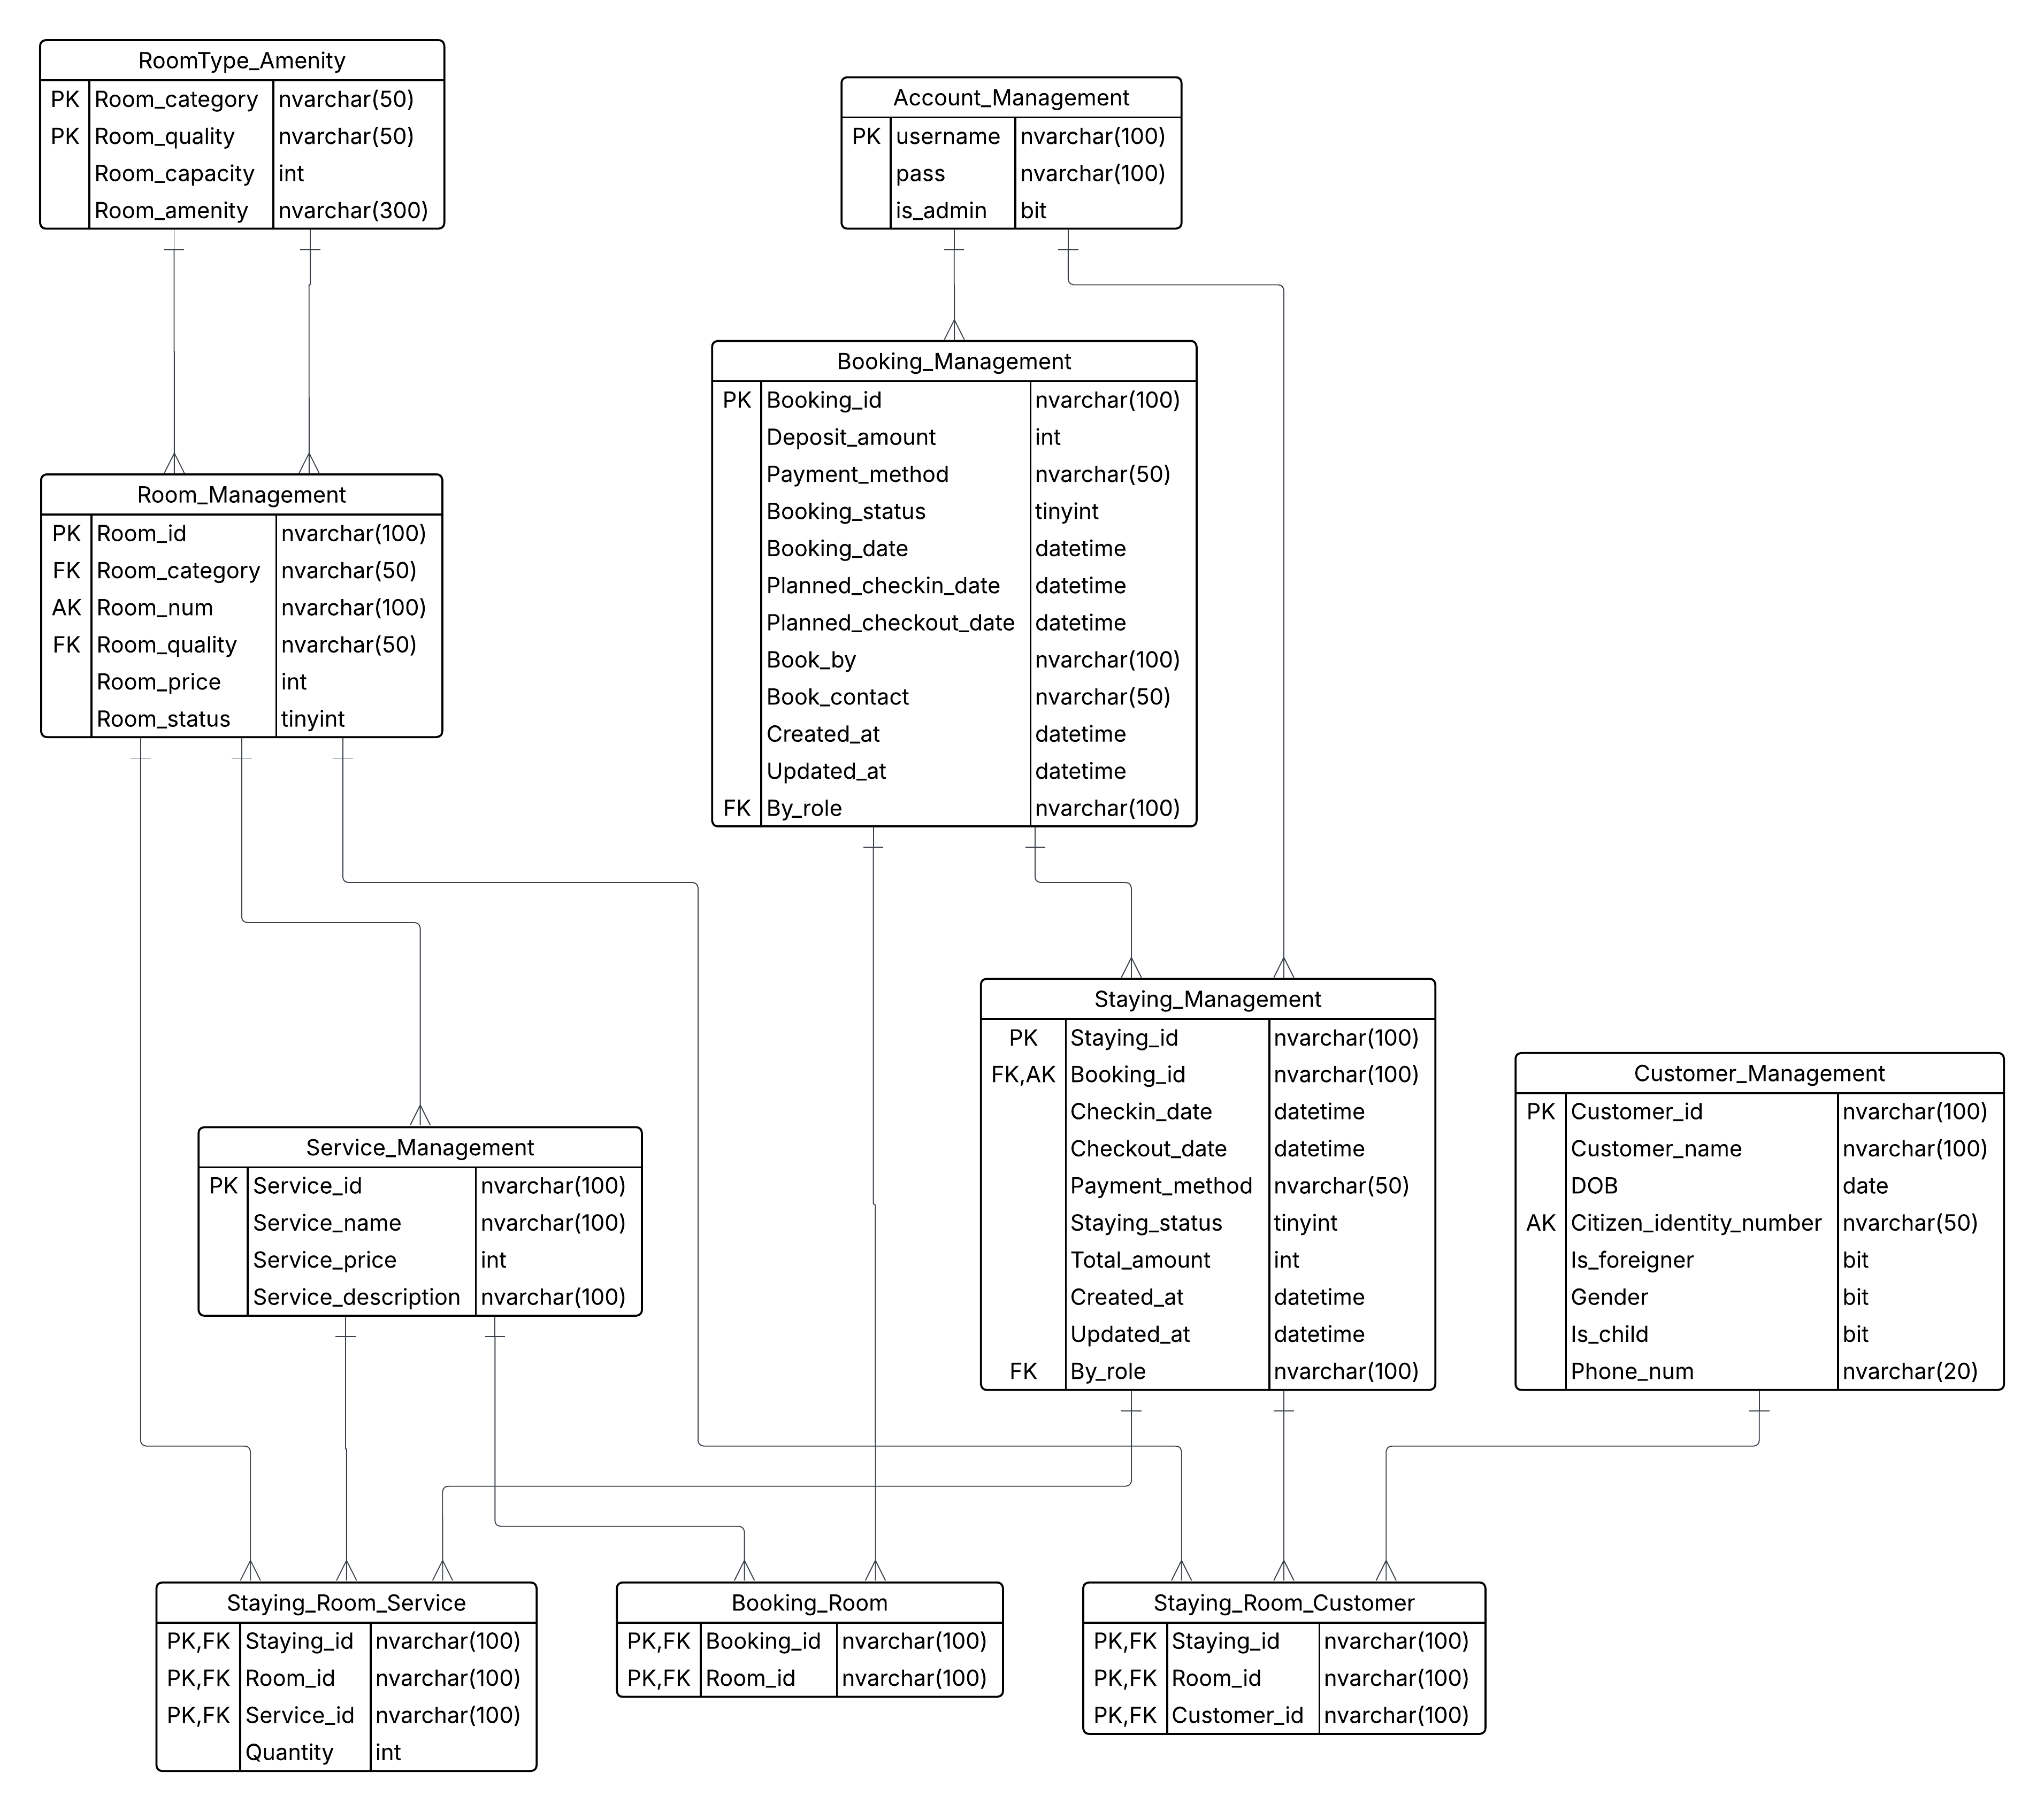 RoomType_Amenity
PK Room_category nvarchar(50)
PK Room_quality nvarchar(50)
Room_capacity int
Room_amenity nvarchar(300)
Account_Management
PK username nvarchar(100)
pass nvarchar(100)
is_admin bit
Booking_Management
PK Booking_id nvarchar(100)
Deposit_amount int
Payment_method nvarchar(50)
Booking_status tinyint
Booking_date datetime
Planned_checkin_date datetime
Planned_checkout_date datetime
Book_by nvarchar(100)
Book_contact nvarchar(50)
Created_at datetime
Updated_at datetime
FK By_role nvarchar(100)
Room_Management
PK Room_id nvarchar(100)
FK Room_category nvarchar(50)
AK Room_num nvarchar(100)
FK Room_quality nvarchar(50)
Room_price int
Room_status tinyint
Staying_Management
PK Staying_id nvarchar(100)
FK,AK Booking_id nvarchar(100)
Checkin_date datetime
Checkout_date datetime
Payment_method nvarchar(50)
Staying_status tinyint
Total_amount int
Created_at datetime
Updated_at datetime
FK By_role nvarchar(100)
Customer_Management
PK Customer_id nvarchar(100)
Customer_name nvarchar(100)
DOB date
AK Citizen_identity_number nvarchar(50)
Is_foreigner bit
Gender bit
Is_child bit
Phone_num nvarchar(20)
Service_Management
PK Service_id nvarchar(100)
Service_name nvarchar(100)
Service_price int
Service_description nvarchar(100)
Staying_Room_Service
PK,FK Staying_id nvarchar(100)
PK,FK Room_id nvarchar(100)
PK,FK Service_id nvarchar(100)
Quantity int
Booking_Room
PK,FK Booking_id nvarchar(100)
PK,FK Room_id nvarchar(100)
Staying_Room_Customer
PK,FK Staying_id nvarchar(100)
PK,FK Room_id nvarchar(100)
PK,FK Customer_id nvarchar(100)